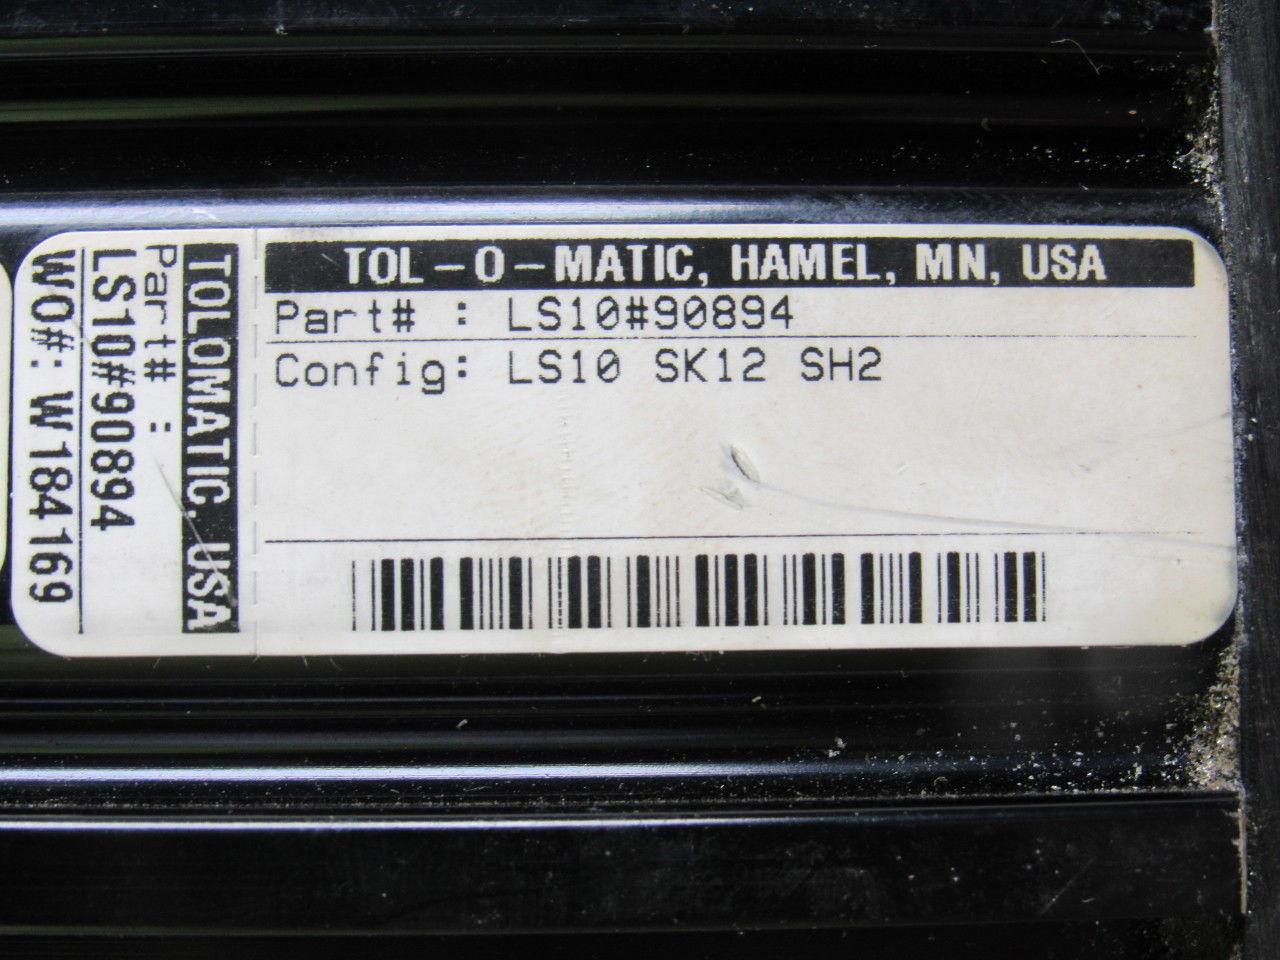 TOL-O-MATIC, HAMEL, MN, USA
Part# : LS10#90894
Config: LS10 SK12 SH2
TOLOMATIC. USA
Part# :
LS10#90894
WO#: W184169